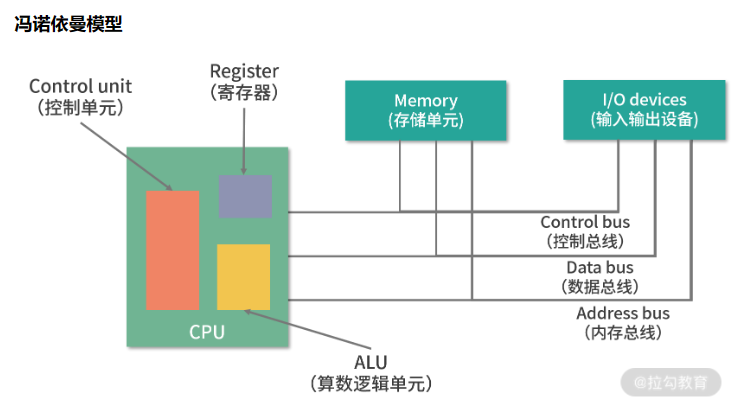 冯诺依曼模型
Control unit
（控制单元）
Register
（寄存器）
Memory
(存储单元)
I/O devices
(输入输出设备)
Control bus
（控制总线）
Data bus
（数据总线）
Address bus
（内存总线）
CPU
ALU
（算数逻辑单元）
@拉勾教育